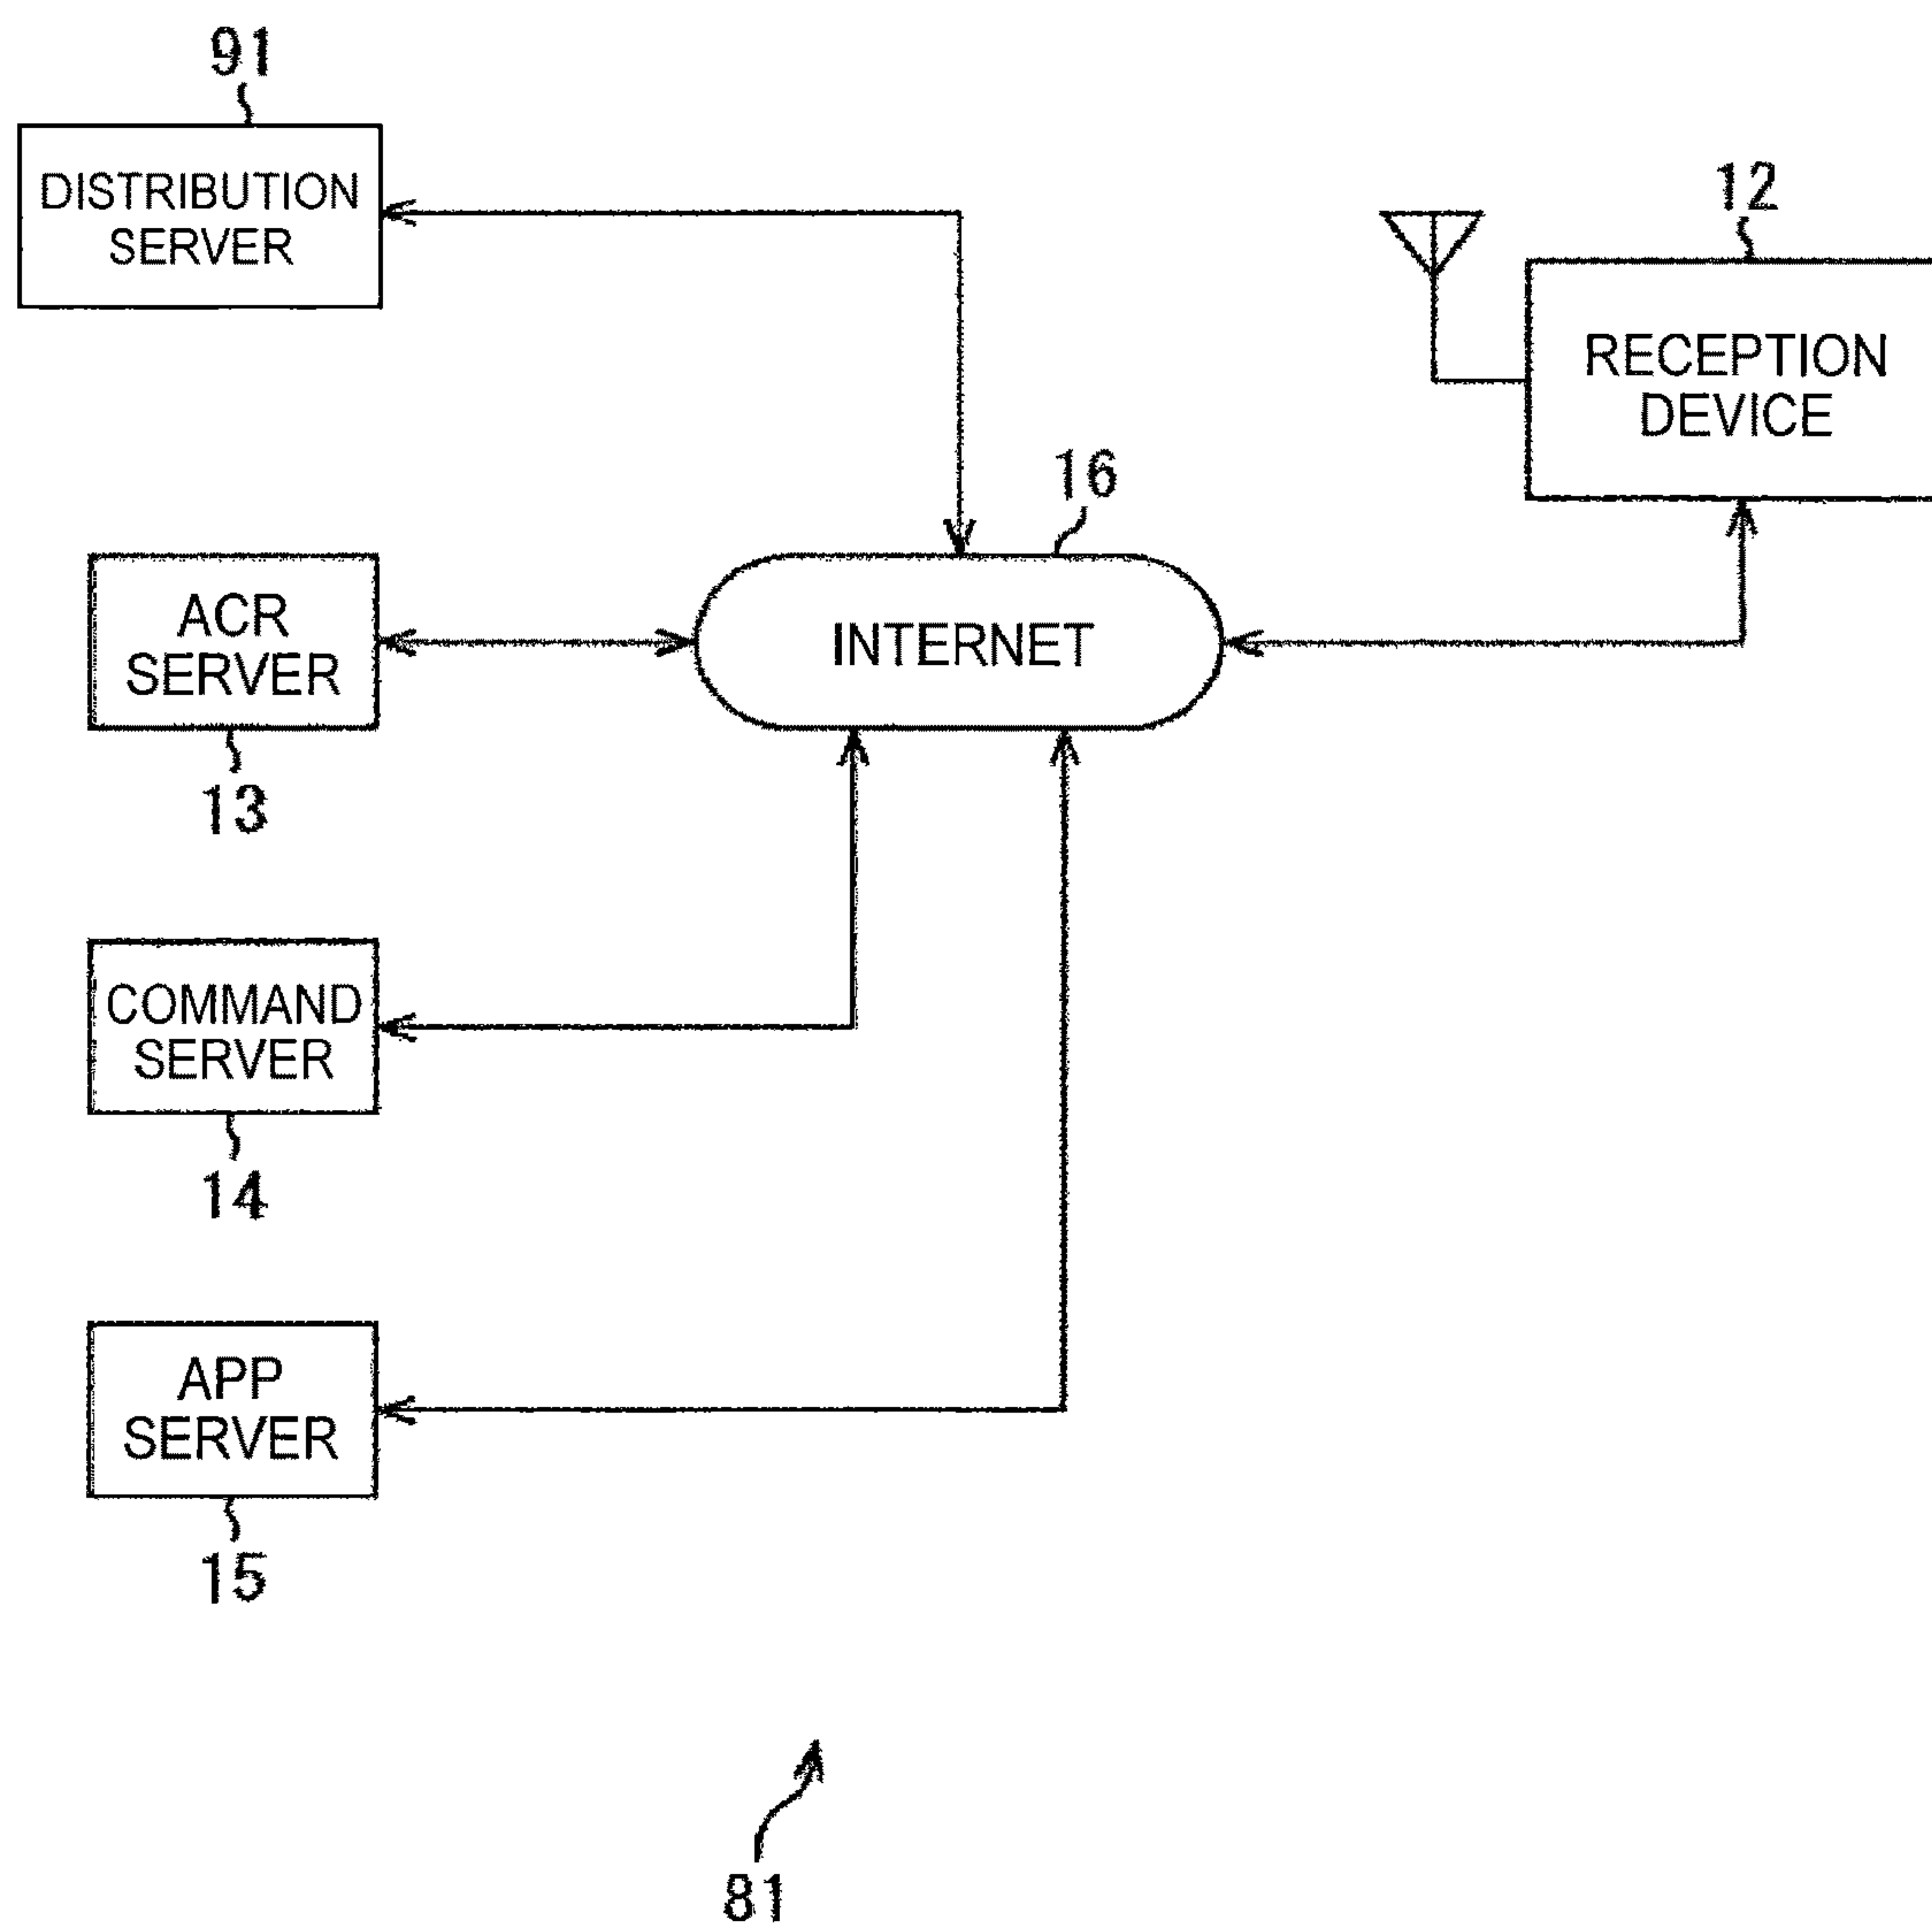 91
DISTRIBUTION
SERVER
12
RECEPTION
DEVICE
16
INTERNET
ACR
SERVER
13
COMMAND
SERVER
14
APP
SERVER
15
81